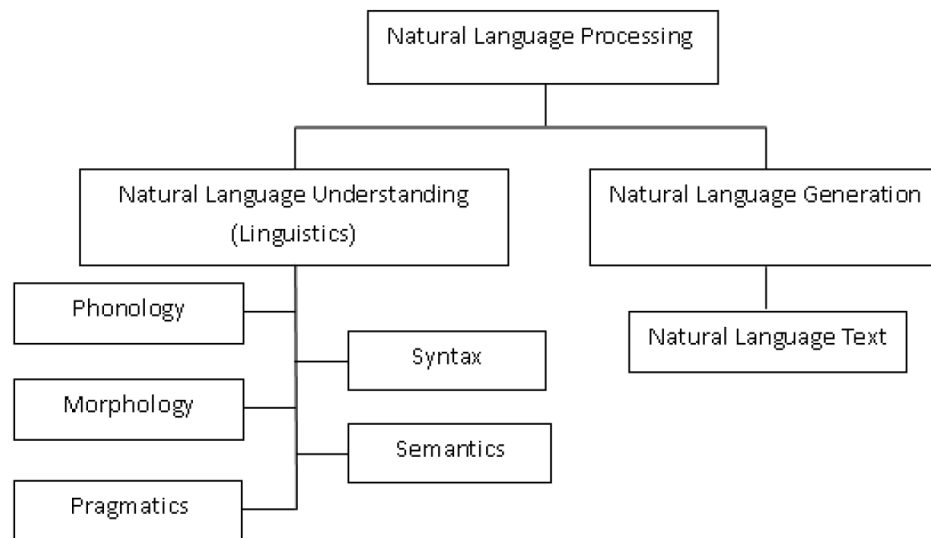 Natural Language Processing
Natural Language Understanding
(Linguistics)
Natural Language Generation
Phonology
Natural Language Text
Syntax
Morphology
Semantics
Pragmatics